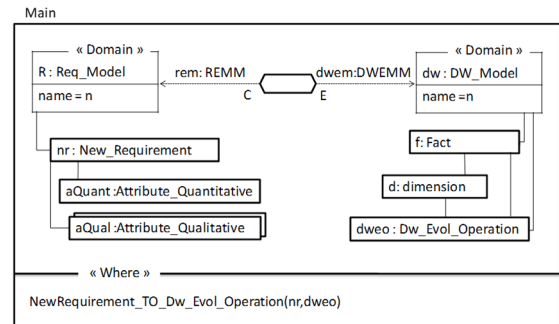 Main
« Domain »
R : Req_Model
name = n
rem: REMM
C
dwem:DWEMM
E
« Domain »
dw : DW_Model
name =n
nr : New_Requirement
aQuant :Attribute_Quantitative
aQual :Attribute_Qualitative
f: Fact
d: dimension
dweo : Dw_Evol_Operation
« Where »
NewRequirement_TO_Dw_Evol_Operation(nr,dweo)